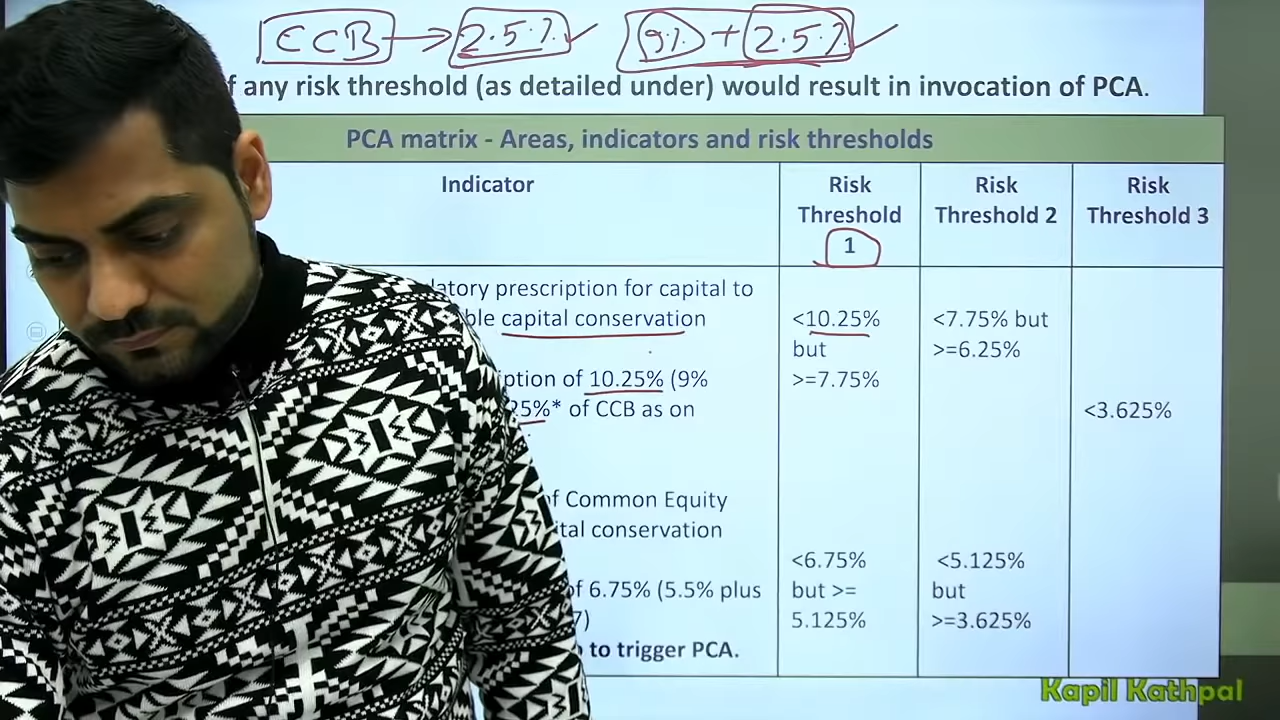 CCB → 2.5% 9% + 2.5%
f any risk threshold (as detailed under) would result in invocation of PCA.
PCA matrix - Areas, indicators and risk thresholds
Indicator
Risk Threshold 1
Risk Threshold 2
Risk Threshold 3
latory prescription for capital to
ble capital conservation
ption of 10.25% (9%
25%* of CCB as on
<10.25%
but
>=7.75%
<7.75% but
>=6.25%
<3.625%
f Common Equity
ital conservation
of 6.75% (5.5% plus
7)
to trigger PCA.
<6.75%
but >=
5.125%
<5.125%
but
>=3.625%
Kapil Kathpal